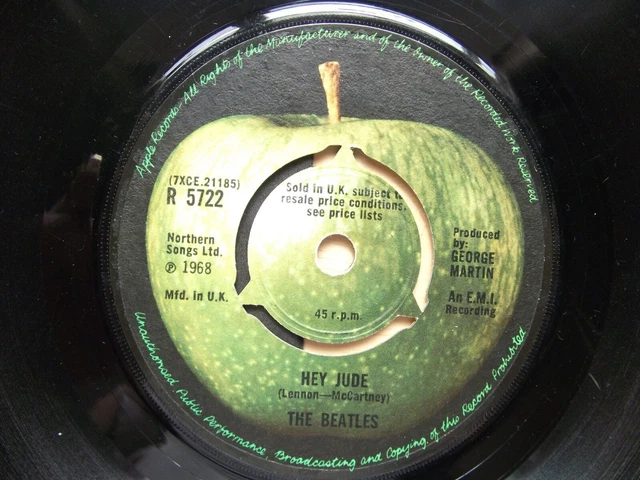 Apple Records · All Rights of the Manufacturer and of the Owner of the Recorded Work Reserved
(7XCE.21185)
R 5722
Sold in U.K. subject to
resale price conditions,
see price lists
Northern
Songs Ltd.
℗ 1968
Mfd. in U.K.
Produced
by:
GEORGE
MARTIN
An E.M.I.
Recording
45 r.p.m.
HEY JUDE
(Lennon—McCartney)
THE BEATLES
Unauthorised Public Performance, Broadcasting and Copying of this Record Prohibited